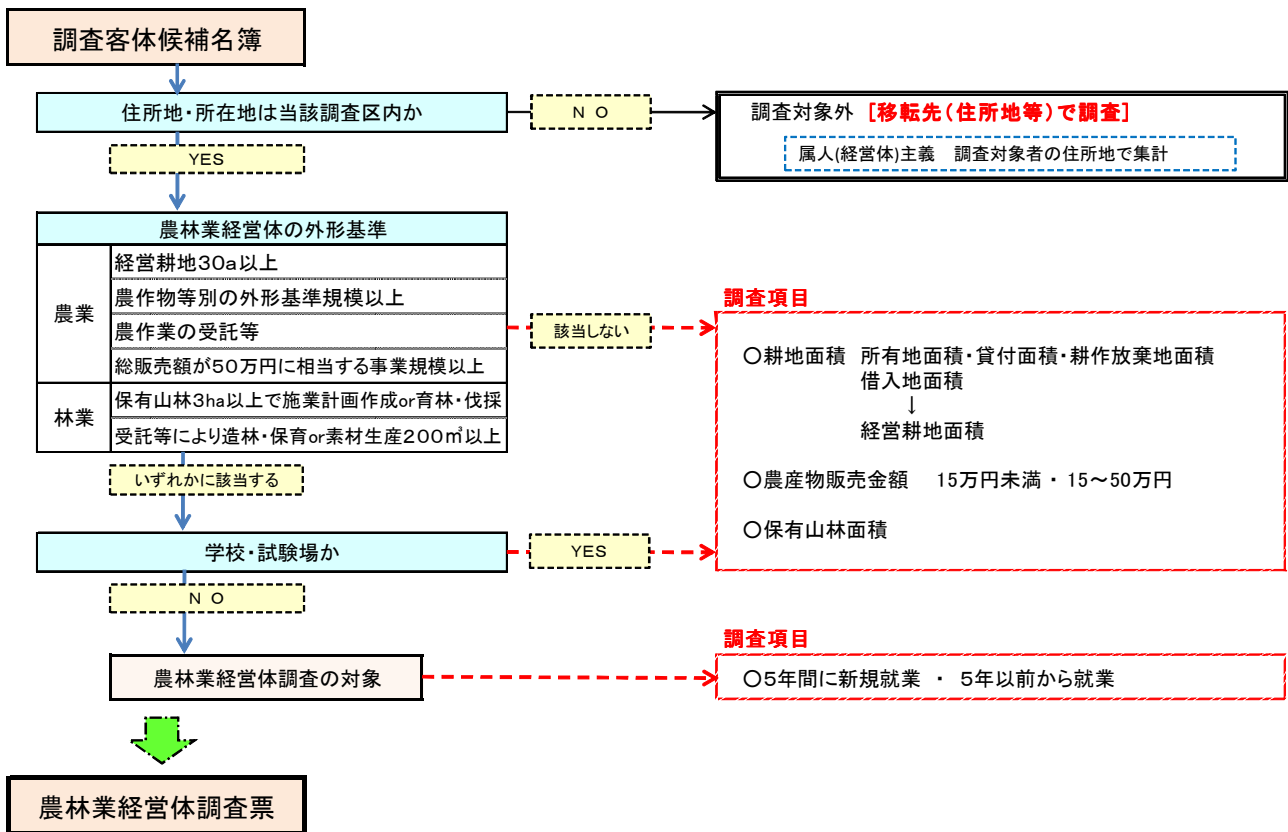 調査客体候補名簿
住所地・所在地は当該調査区内か
NO
調査対象外 [移転先(住所地等)で調査]
属人(経営体)主義 調査対象者の住所地で集計
YES
農林業経営体の外形基準
農業
経営耕地30a以上
農作物等別の外形基準規模以上
農作業の受託等
総販売額が50万円に相当する事業規模以上
林業
保有山林3ha以上で施業計画作成or育林・伐採
受託等により造林・保育or素材生産200㎥以上
該当しない
調査項目
○耕地面積 所有地面積・貸付面積・耕作放棄地面積
借入地面積
↓
経営耕地面積
○農産物販売金額 15万円未満 ・ 15～50万円
○保有山林面積
いずれかに該当する
学校・試験場か
YES
NO
農林業経営体調査の対象
調査項目
○5年間に新規就業 ・ 5年以前から就業
農林業経営体調査票